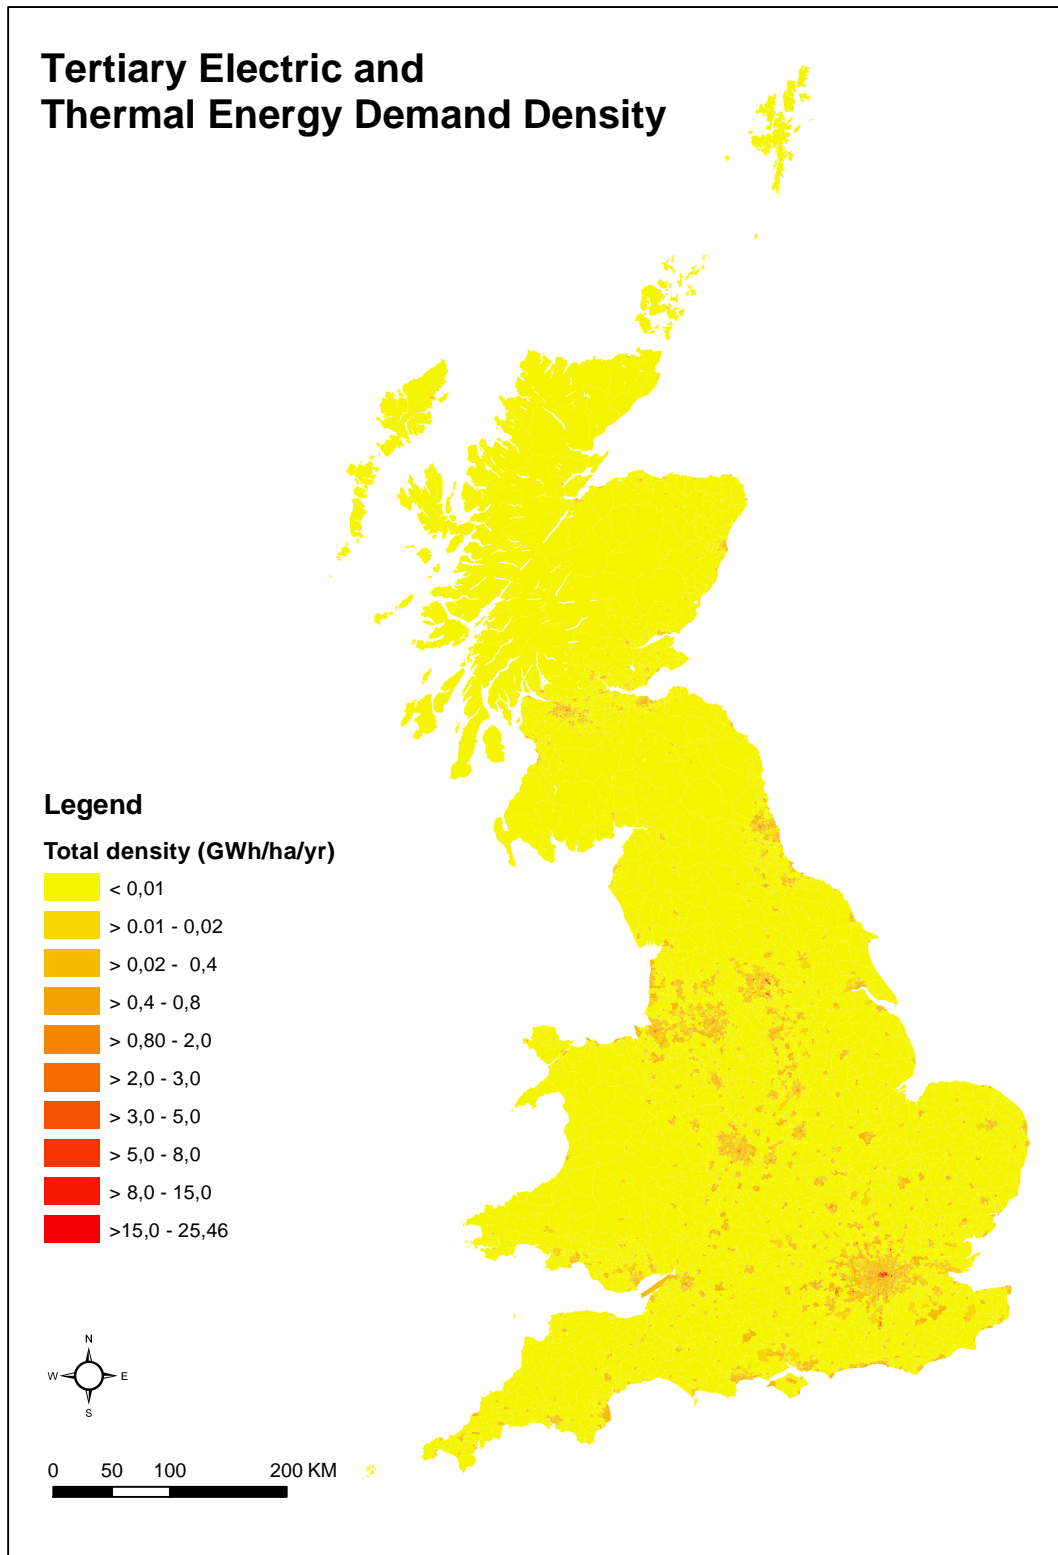 Tertiary Electric and
Thermal Energy Demand Density
Legend
Total density (GWh/ha/yr)
< 0,01
> 0.01 - 0,02
> 0,02 -  0,4
> 0,4 - 0,8
> 0,80 - 2,0
> 2,0 - 3,0
> 3,0 - 5,0
> 5,0 - 8,0
> 8,0 - 15,0
>15,0 - 25,46
N
W E
S
0 50 100 200 KM